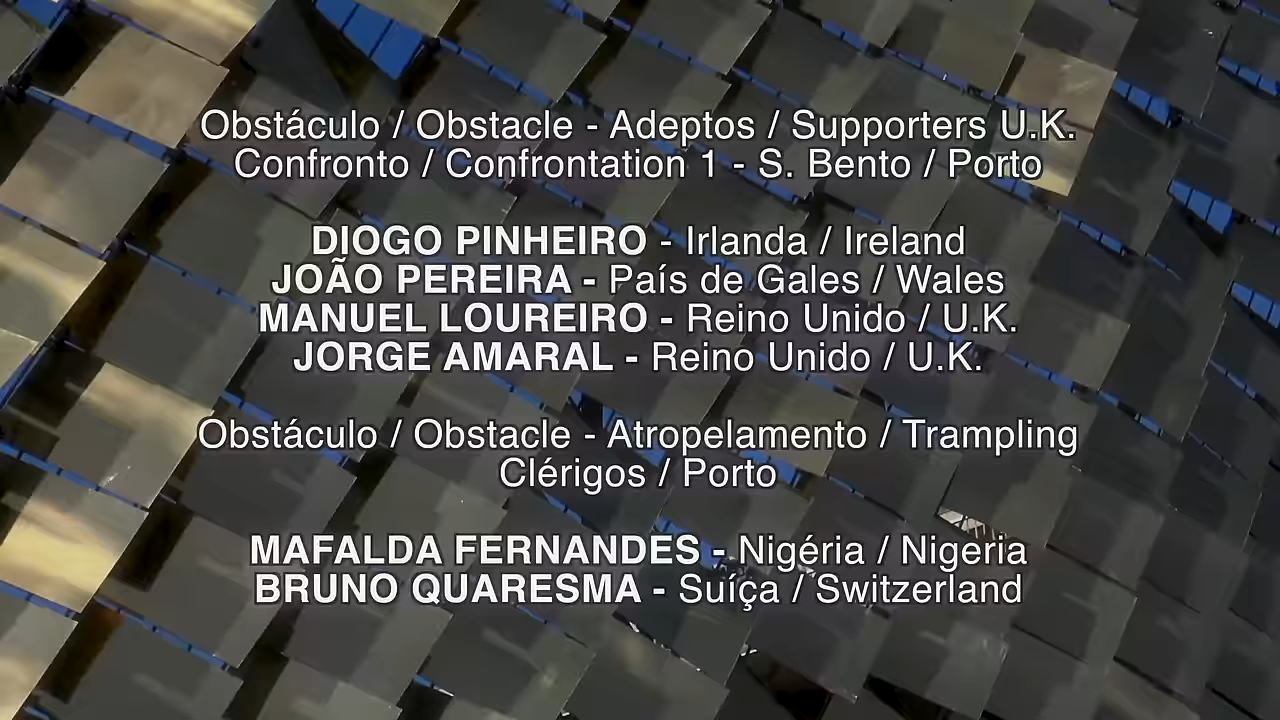 Obstáculo / Obstacle - Adeptos / Supporters U.K.
Confronto / Confrontation 1 - S. Bento / Porto
DIOGO PINHEIRO - Irlanda / Ireland
JOÃO PEREIRA - País de Gales / Wales
MANUEL LOUREIRO - Reino Unido / U.K.
JORGE AMARAL - Reino Unido / U.K.
Obstáculo / Obstacle - Atropelamento / Trampling
Clérigos / Porto
MAFALDA FERNANDES - Nigéria / Nigeria
BRUNO QUARESMA - Suíça / Switzerland